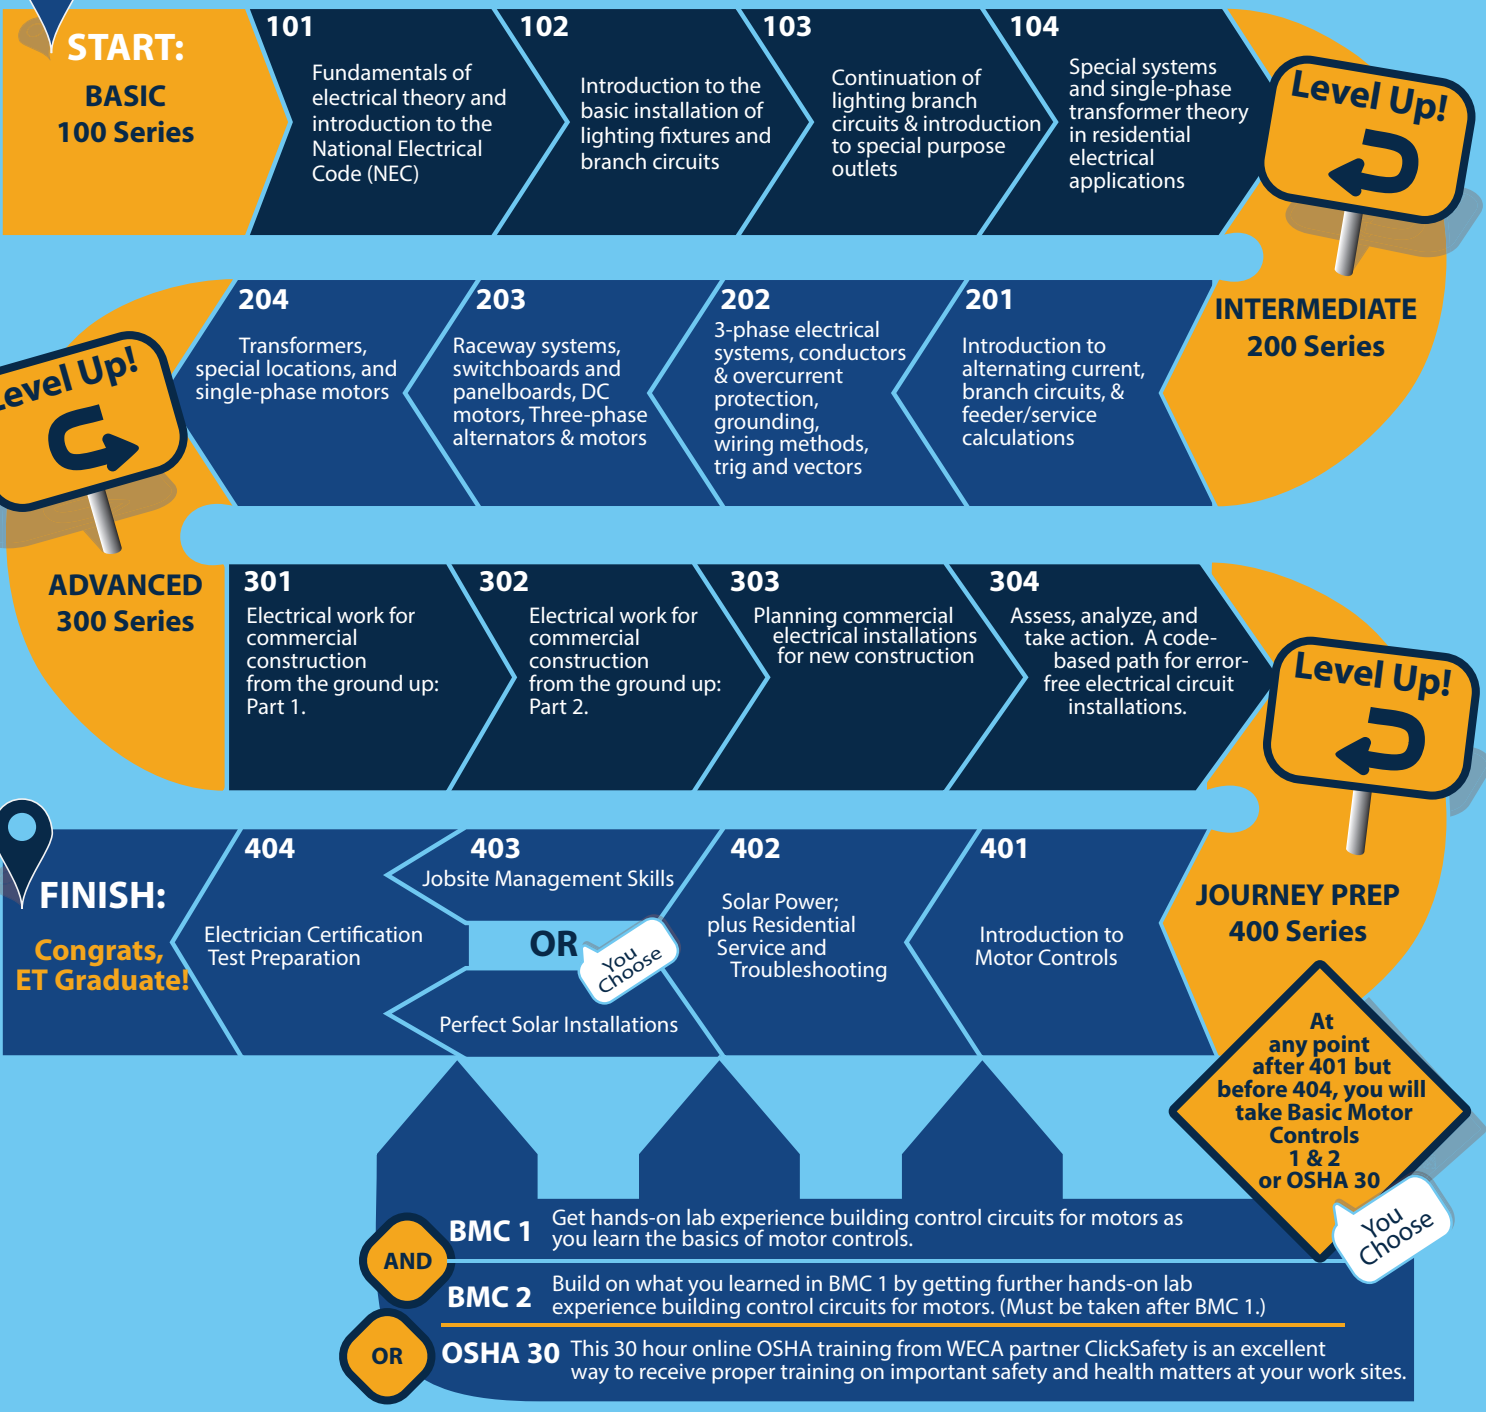 START:
BASIC
100 Series
101
Fundamentals of
electrical theory and
introduction to the
National Electrical
Code (NEC)
102
Introduction to the
basic installation of
lighting fixtures and
branch circuits
103
Continuation of
lighting branch
circuits & introduction
to special purpose
outlets
104
Special systems
and single-phase
transformer theory
in residential
electrical
applications
Level Up!
INTERMEDIATE
200 Series
201
Introduction to
alternating current,
branch circuits, &
feeder/service
calculations
202
3-phase electrical
systems, conductors
& overcurrent
protection,
grounding,
wiring methods,
trig and vectors
203
Raceway systems,
switchboards and
panelboards, DC
motors, Three-phase
alternators & motors
204
Transformers,
special locations, and
single-phase motors
Level Up!
ADVANCED
300 Series
301
Electrical work for
commercial
construction
from the ground up:
Part 1.
302
Electrical work for
commercial
construction
from the ground up:
Part 2.
303
Planning commercial
electrical installations
for new construction
304
Assess, analyze, and
take action. A code-
based path for error-
free electrical circuit
installations.
Level Up!
JOURNEY PREP
400 Series
401
Introduction to
Motor Controls
402
Solar Power;
plus Residential
Service and
Troubleshooting
403
Jobsite Management Skills
OR
You
Choose
Perfect Solar Installations
404
Electrician Certification
Test Preparation
FINISH:
Congrats,
ET Graduate!
At
any point
after 401 but
before 404, you will
take Basic Motor
Controls
1 & 2
or OSHA 30
You
Choose
BMC 1
Get hands-on lab experience building control circuits for motors as
you learn the basics of motor controls.
AND
BMC 2
Build on what you learned in BMC 1 by getting further hands-on lab
experience building control circuits for motors. (Must be taken after BMC 1.)
OR
OSHA 30
This 30 hour online OSHA training from WECA partner ClickSafety is an excellent
way to receive proper training on important safety and health matters at your work sites.